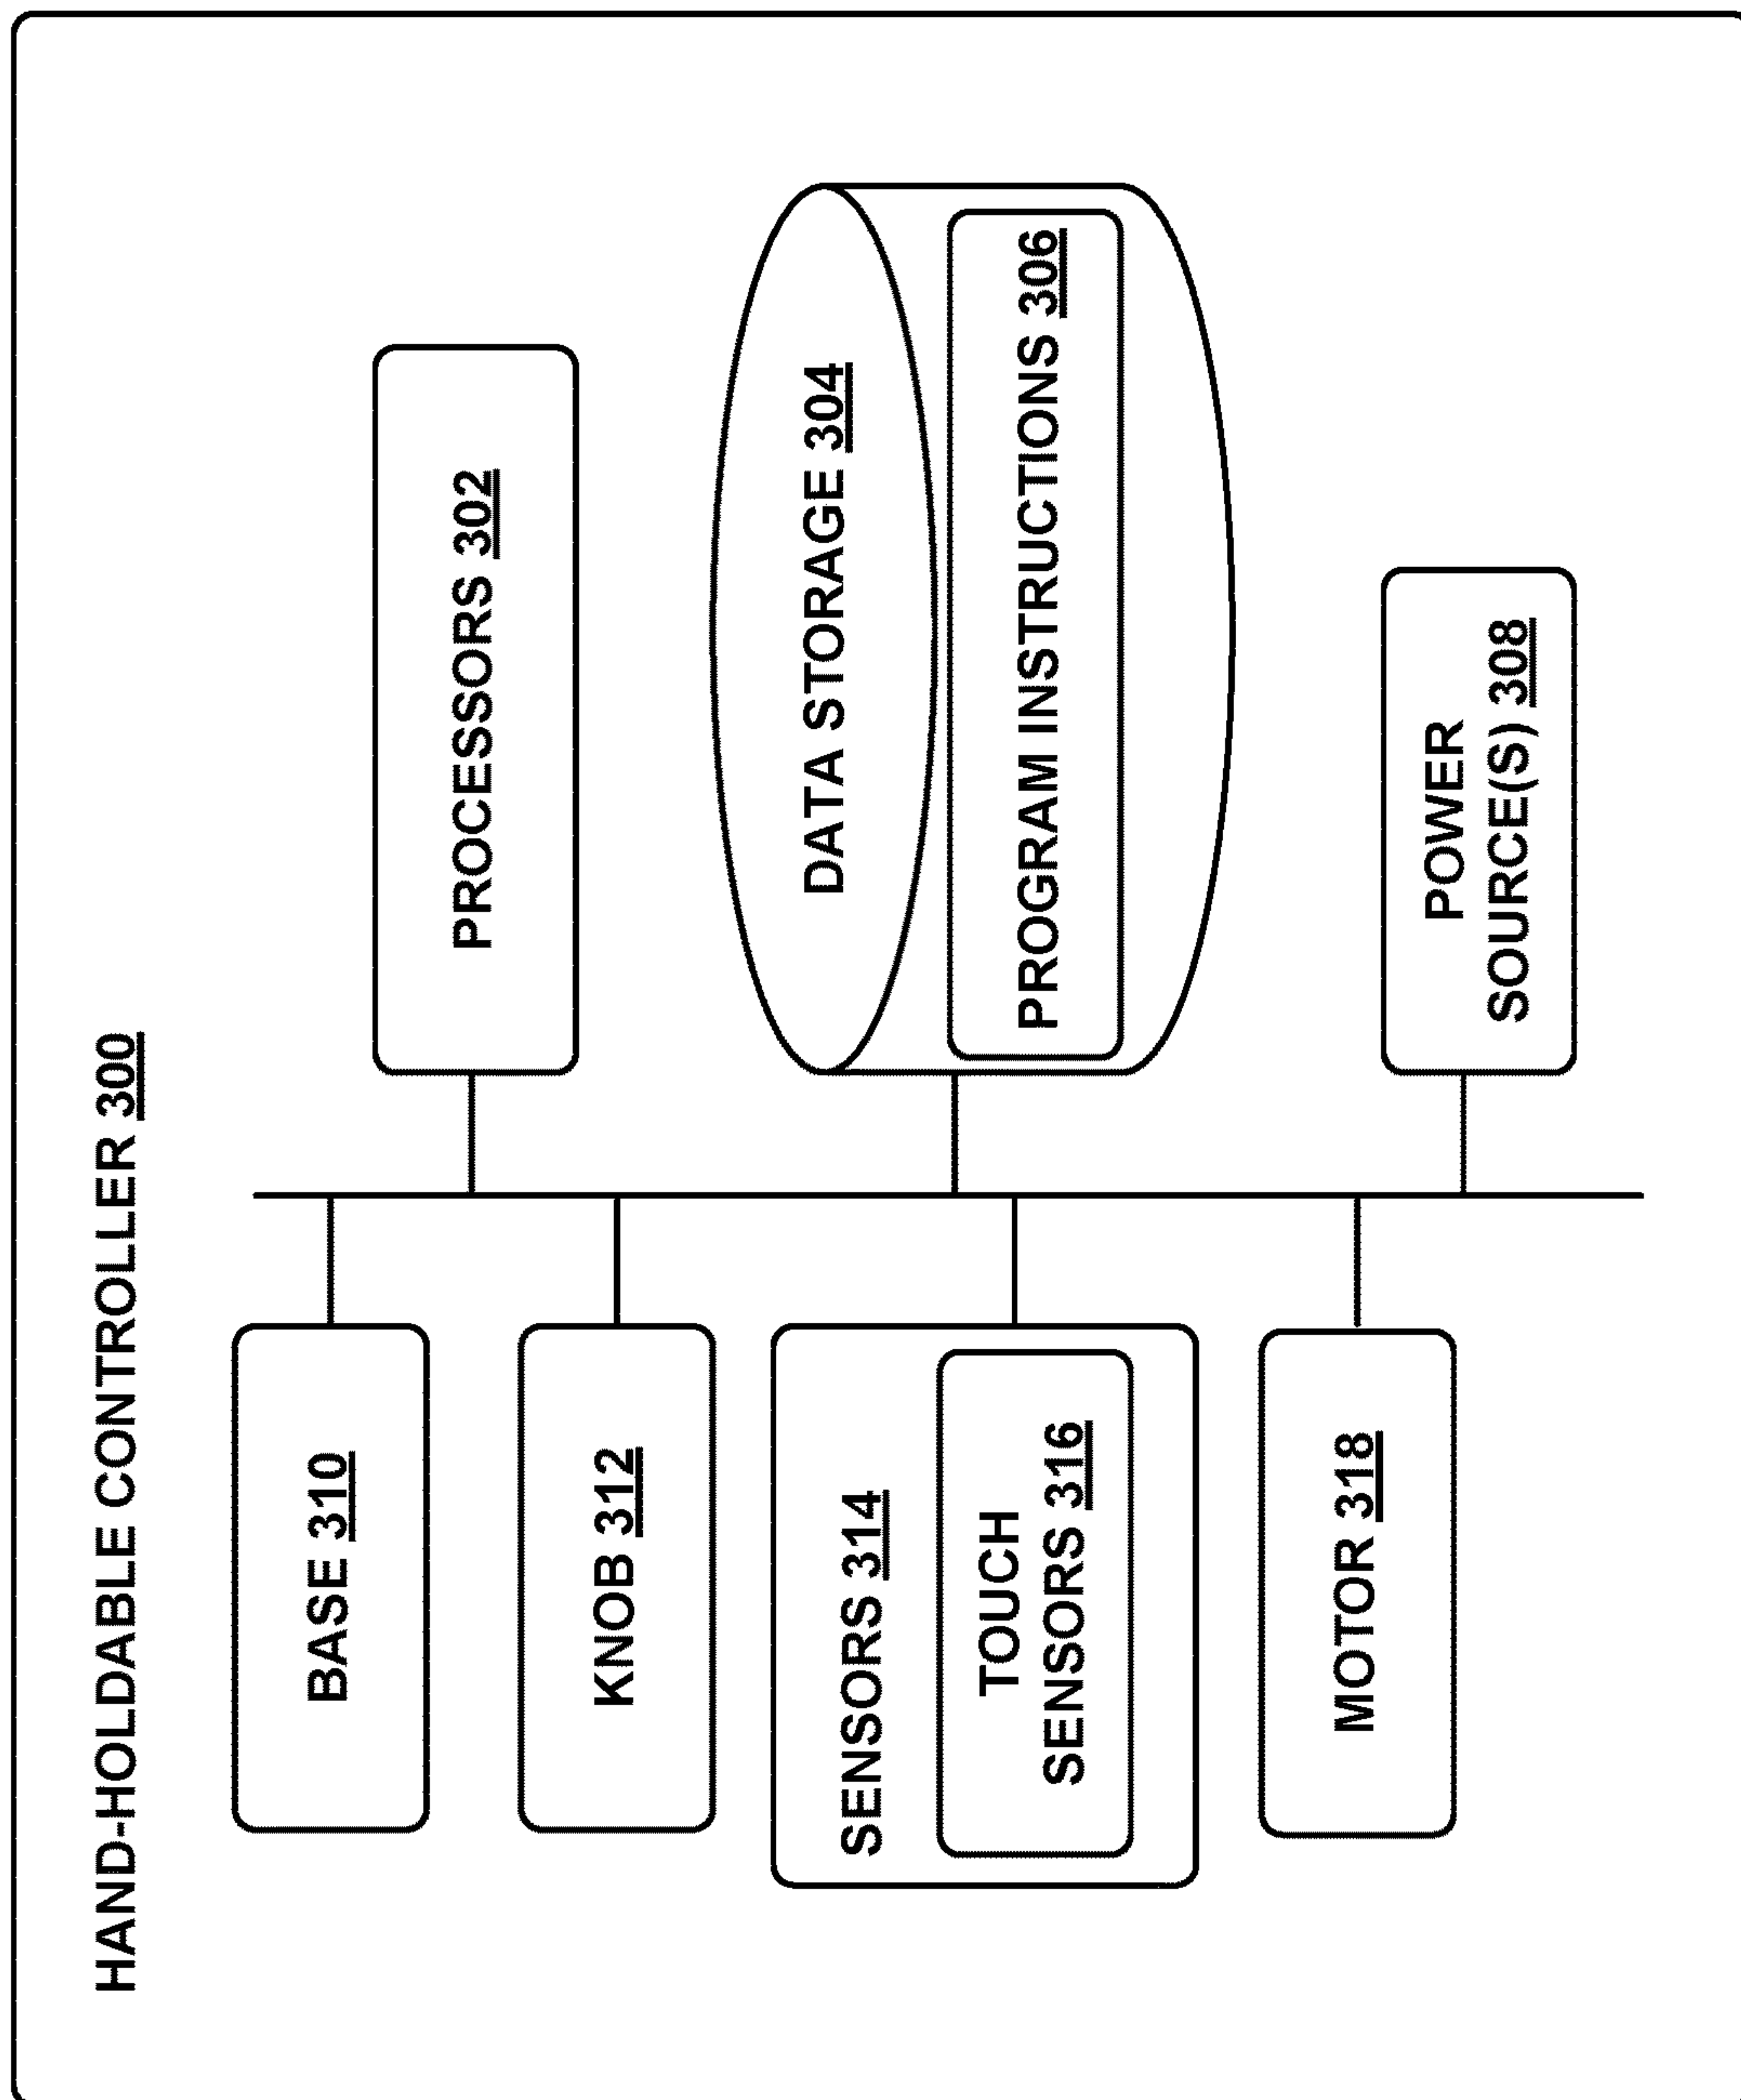 HAND-HOLDABLE CONTROLLER 300
BASE 310
KNOB 312
SENSORS 314
TOUCH
SENSORS 316
MOTOR 318
PROCESSORS 302
DATA STORAGE 304
PROGRAM INSTRUCTIONS 306
POWER
SOURCE(S) 308